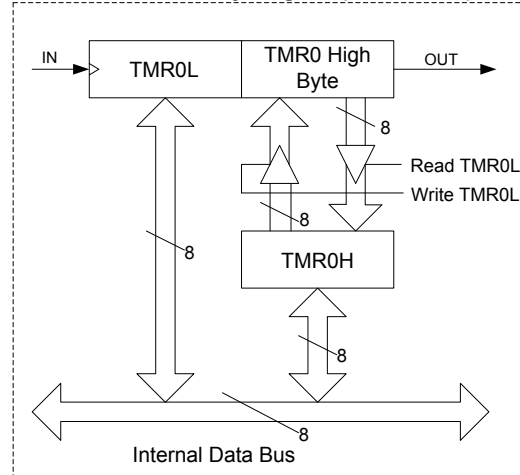 IN
TMR0L
TMR0 High
Byte
OUT
8
Read TMR0L
Write TMR0L
8
8
TMR0H
8
8
Internal Data Bus